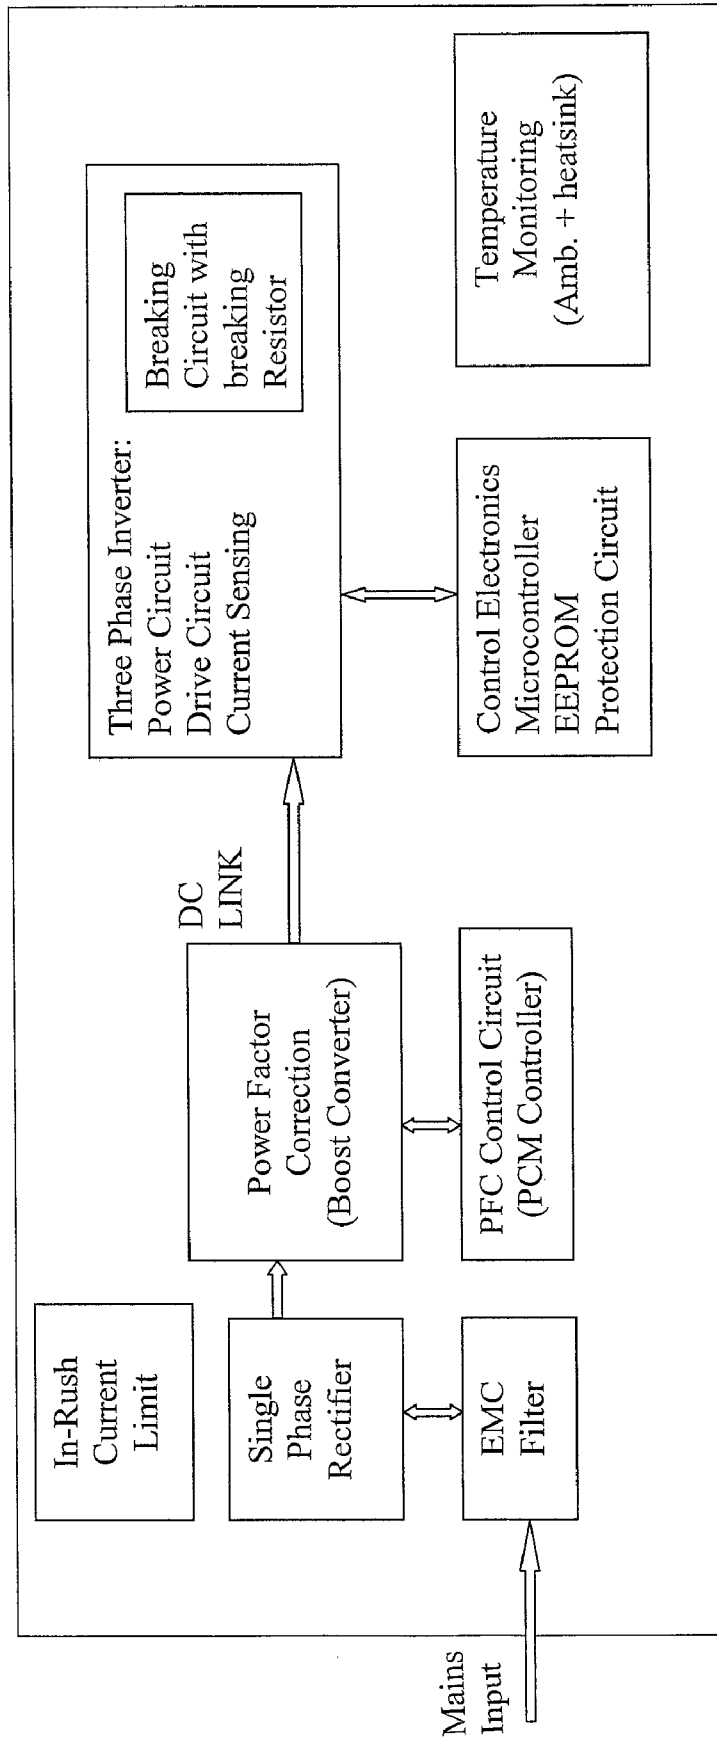 In-Rush
Current
Limit
Single
Phase
Rectifier
EMC
Filter
Mains
Input
Power Factor
Correction
(Boost Converter)
PFC Control Circuit
(PCM Controller)
DC
LINK
Three Phase Inverter:
Power Circuit
Drive Circuit
Current Sensing
Breaking
Circuit with
breaking
Resistor
Control Electronics
Microcontroller
EEPROM
Protection Circuit
Temperature
Monitoring
(Amb. + heatsink)